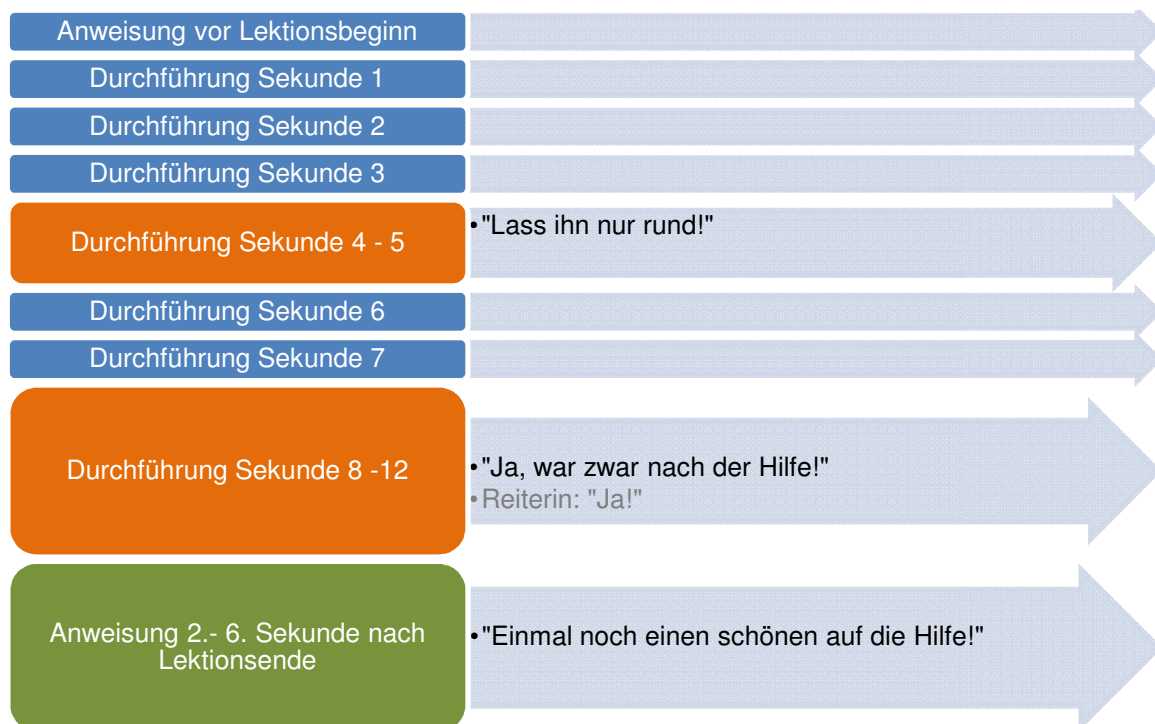 Anweisung vor Lektionsbeginn
Durchführung Sekunde 1
Durchführung Sekunde 2
Durchführung Sekunde 3
Durchführung Sekunde 4 - 5
•"Lass ihn nur rund!"
Durchführung Sekunde 6
Durchführung Sekunde 7
Durchführung Sekunde 8 -12
•"Ja, war zwar nach der Hilfe!"
•Reiterin: "Ja!"
Anweisung 2.- 6. Sekunde nach
Lektionsende
•"Einmal noch einen schönen auf die Hilfe!"